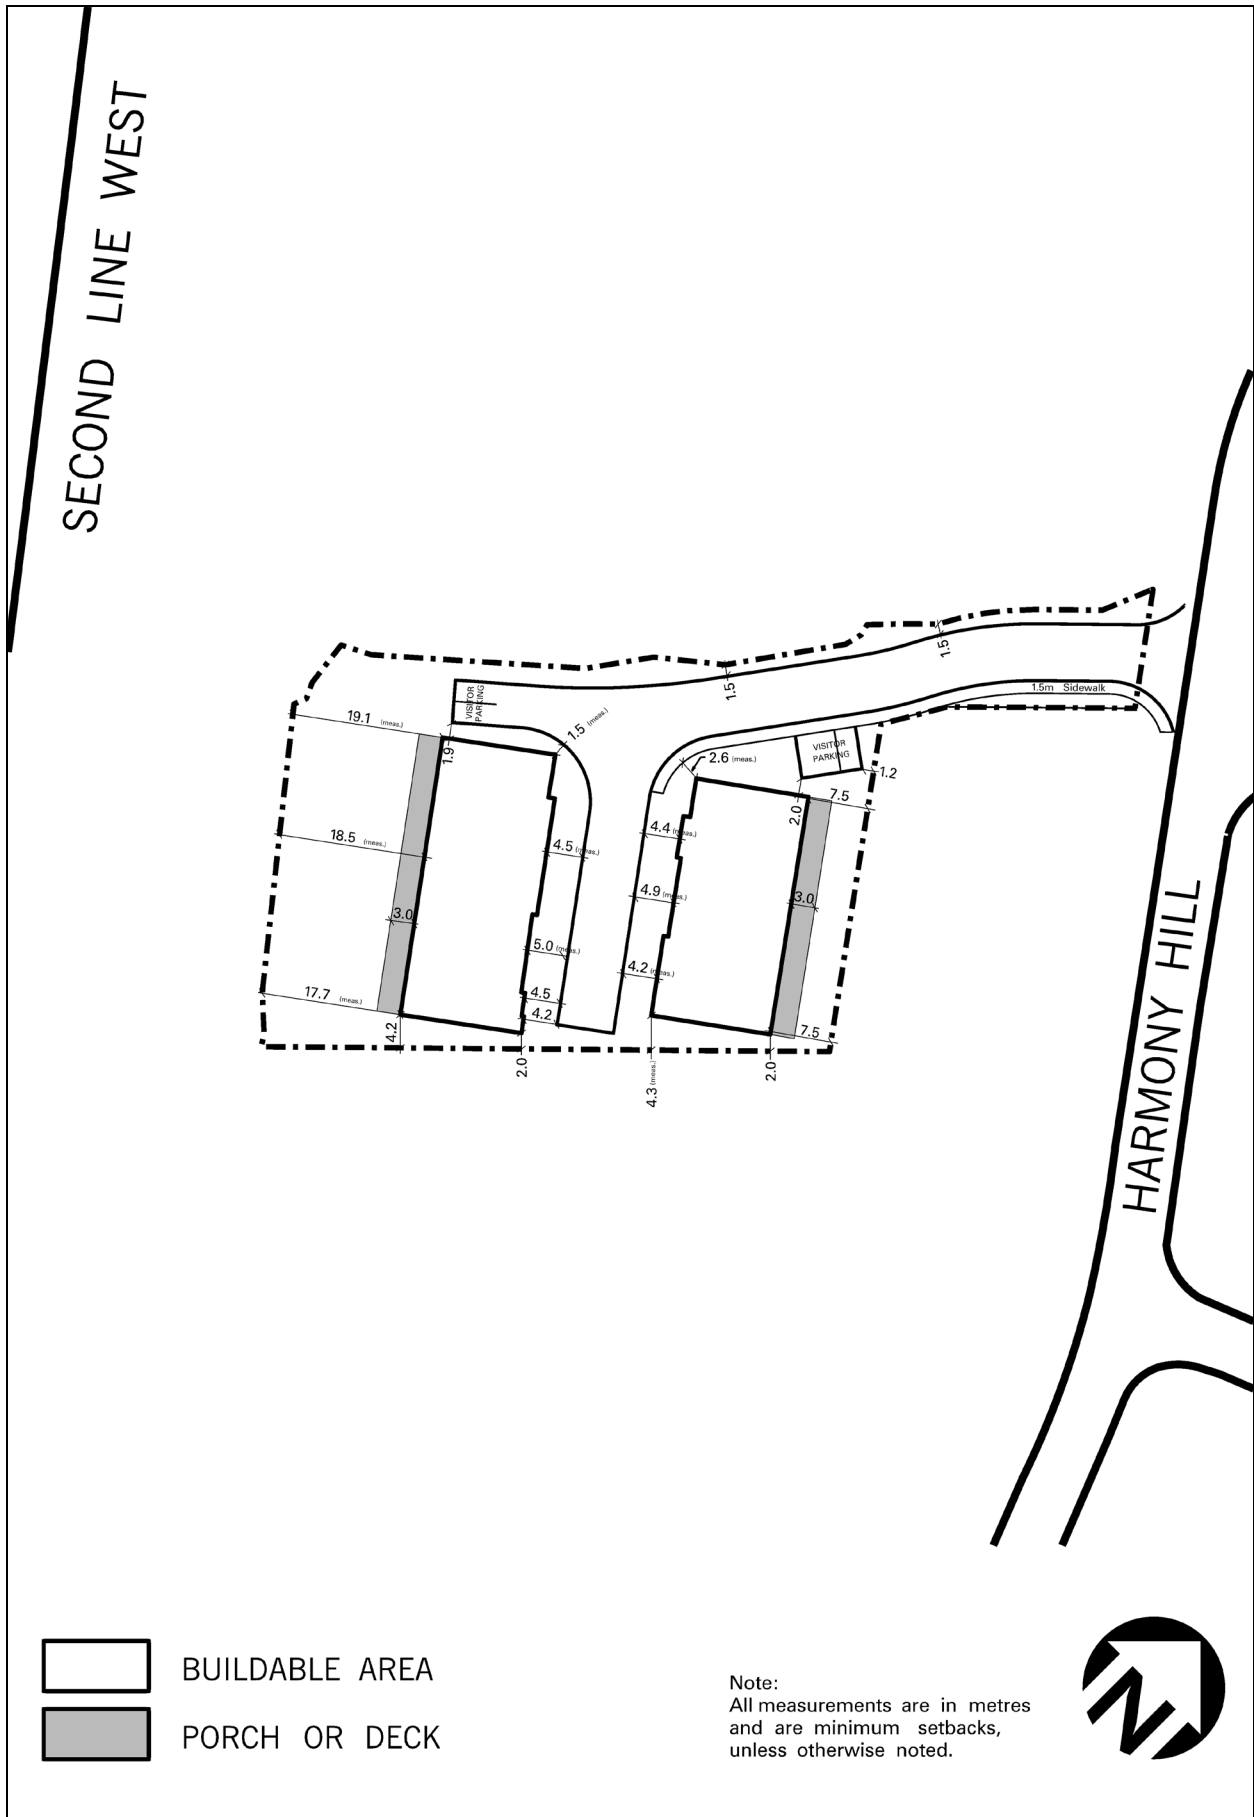 SECOND LINE WEST
1.5
1.5
VISITOR
PARKING
1.5m Sidewalk
19.1 (meas.)
1.9
1.5 (meas.)
VISITOR
PARKING
2.6 (meas.)
1.2
7.5
2.0
18.5 (meas.)
4.5 (meas.)
4.4 (meas.)
4.9 (meas.)
3.0
3.0
5.0 (meas.)
4.2 (meas.)
17.7 (meas.)
4.5
4.2
4.2
7.5
2.0
4.3 (meas.)
2.0
HARMONY HILL
BUILDABLE AREA
PORCH OR DECK
Note:
All measurements are in metres
and are minimum setbacks,
unless otherwise noted.
N